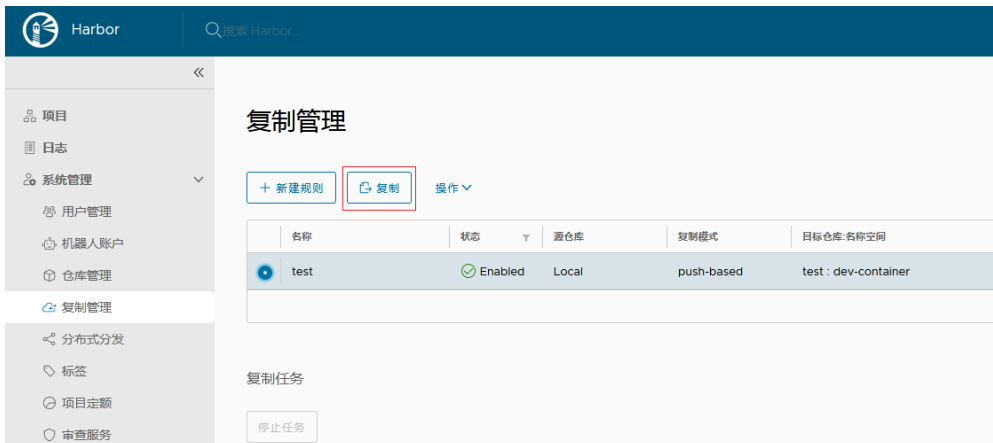 Harbor
搜索 Harbor...
项目
日志
系统管理
用户管理
机器人账户
仓库管理
复制管理
分布式分发
标签
项目定额
审查服务
复制管理
新建规则 复制 操作
名称 状态 源仓库 复制模式 目标仓库:名称空间
test Enabled Local push-based test : dev-container
复制任务
停止任务